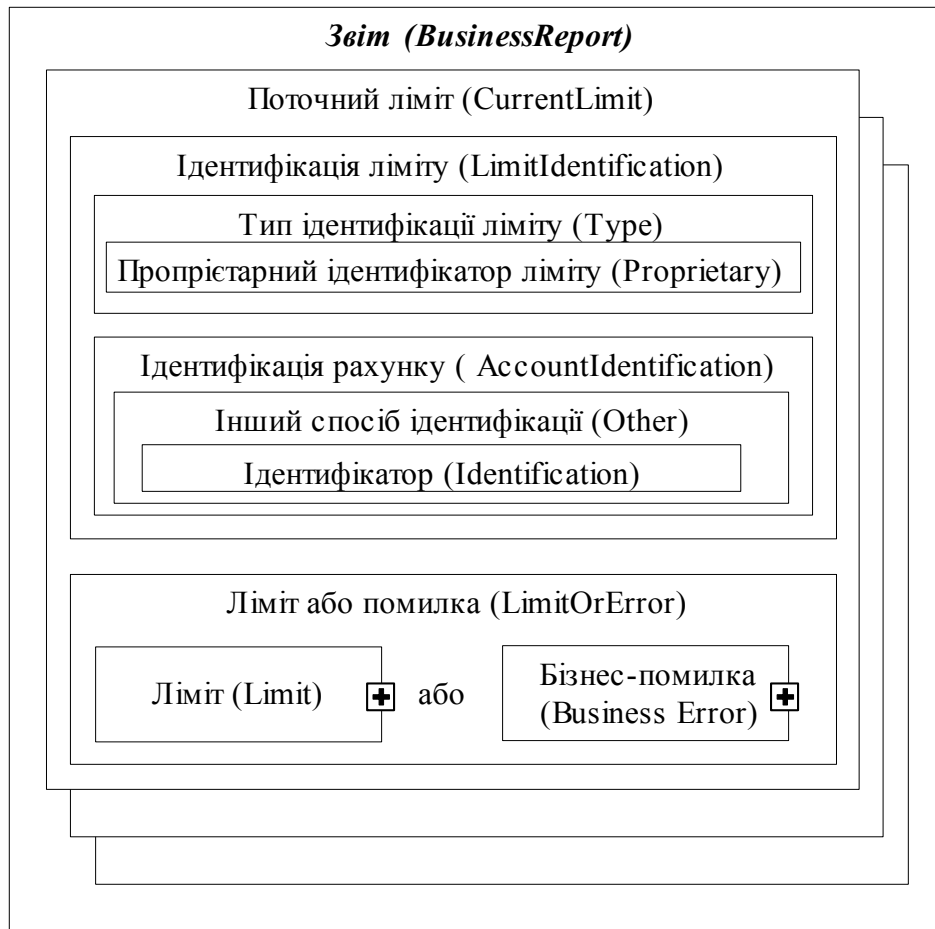 Звіт (BusinessReport)
Поточний ліміт (CurrentLimit)
Ідентифікація ліміту (LimitIdentification)
Тип ідентифікації ліміту (Type)
Пропрієтарний ідентифікатор ліміту (Proprietary)
Ідентифікація рахунку ( AccountIdentification)
Інший спосіб ідентифікації (Other)
Ідентифікатор (Identification)
Ліміт або помилка (LimitOrError)
Ліміт (Limit)
або
Бізнес-помилка
(Business Error)